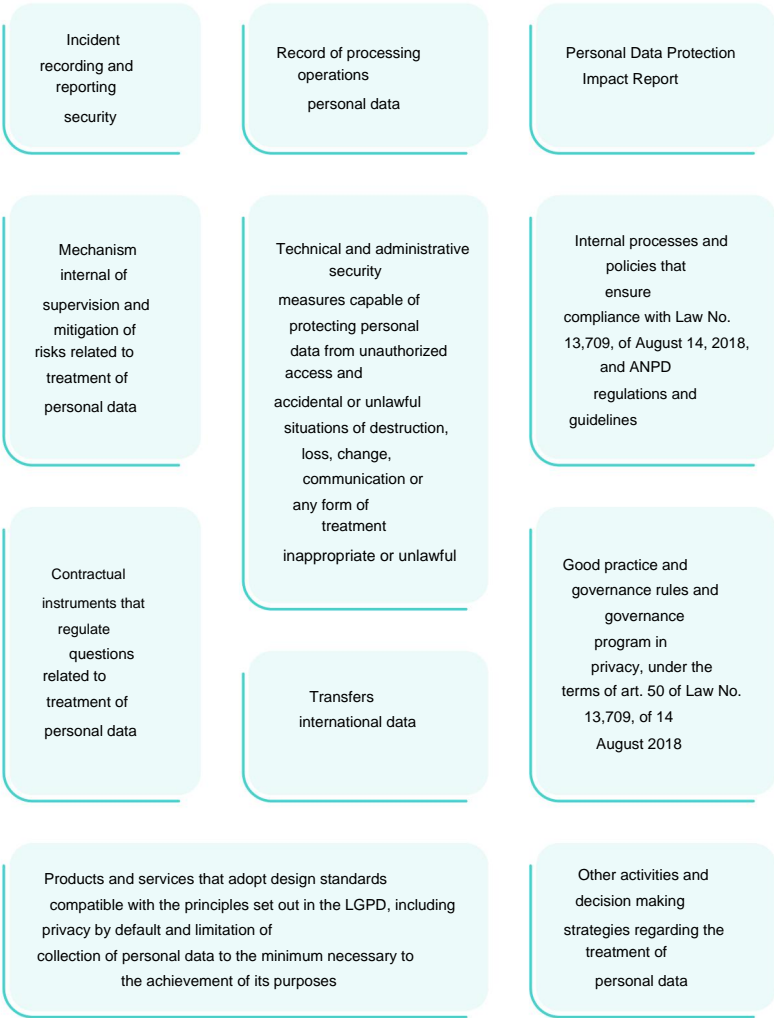 Incident
recording and
reporting
security
Record of processing
operations
personal data
Personal Data Protection
Impact Report
Mechanism
internal of
supervision and
mitigation of
risks related to
treatment of
personal data
Technical and administrative
security
measures capable of
protecting personal
data from unauthorized
access and
accidental or unlawful
situations of destruction,
loss, change,
communication or
any form of
treatment
inappropriate or unlawful
Internal processes and
policies that
ensure
compliance with Law No.
13,709, of August 14, 2018,
and ANPD
regulations and
guidelines
Contractual
instruments that
regulate
questions
related to
treatment of
personal data
Transfers
international data
Good practice and
governance rules and
governance
program in
privacy, under the
terms of art. 50 of Law No.
13,709, of 14
August 2018
Products and services that adopt design standards
compatible with the principles set out in the LGPD, including
privacy by default and limitation of
collection of personal data to the minimum necessary to
the achievement of its purposes
Other activities and
decision making
strategies regarding the
treatment of
personal data